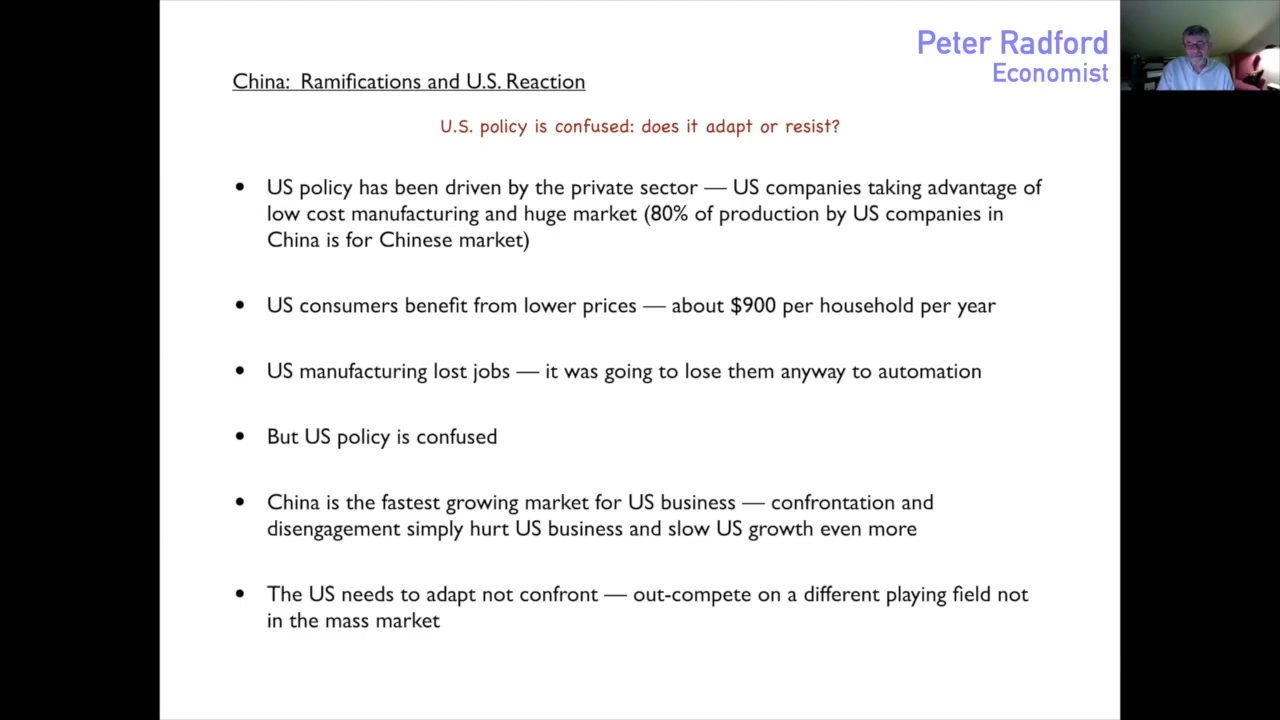 Peter Radford
Economist
China: Ramifications and U.S. Reaction
U.S. policy is confused: does it adapt or resist?
• US policy has been driven by the private sector — US companies taking advantage of
low cost manufacturing and huge market (80% of production by US companies in
China is for Chinese market)
• US consumers benefit from lower prices — about $900 per household per year
• US manufacturing lost jobs — it was going to lose them anyway to automation
• But US policy is confused
• China is the fastest growing market for US business — confrontation and
disengagement simply hurt US business and slow US growth even more
• The US needs to adapt not confront — out-compete on a different playing field not
in the mass market